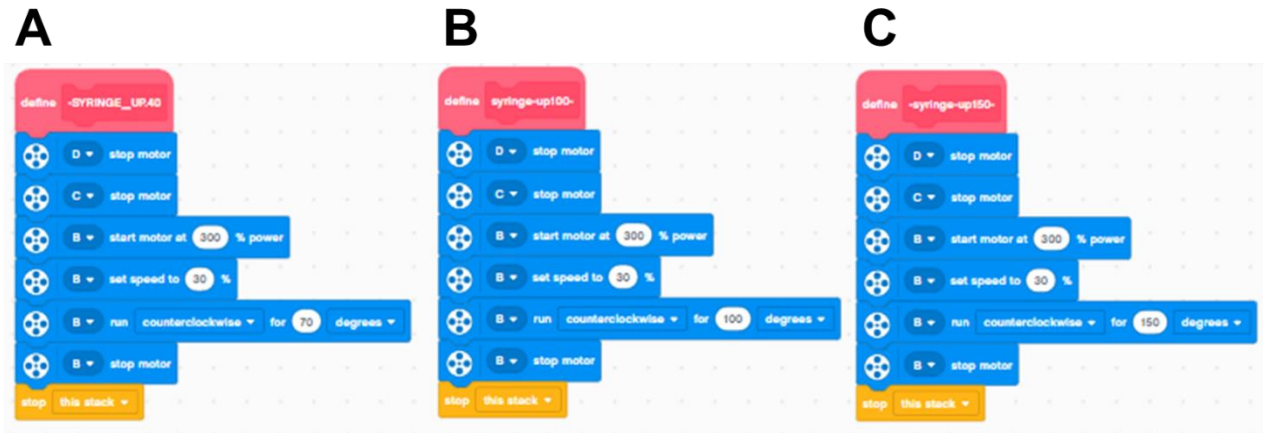 A
define -SYRINGE_UP.40
D stop motor
C stop motor
B start motor at 300 % power
B set speed to 30 %
B run counterclockwise for 70 degrees
B stop motor
stop this stack
B
define syringe-up100-
D stop motor
C stop motor
B start motor at 300 % power
B set speed to 30 %
B run counterclockwise for 100 degrees
B stop motor
stop this stack
C
define -syringe-up150-
D stop motor
C stop motor
B start motor at 300 % power
B set speed to 30 %
B run counterclockwise for 150 degrees
B stop motor
stop this stack